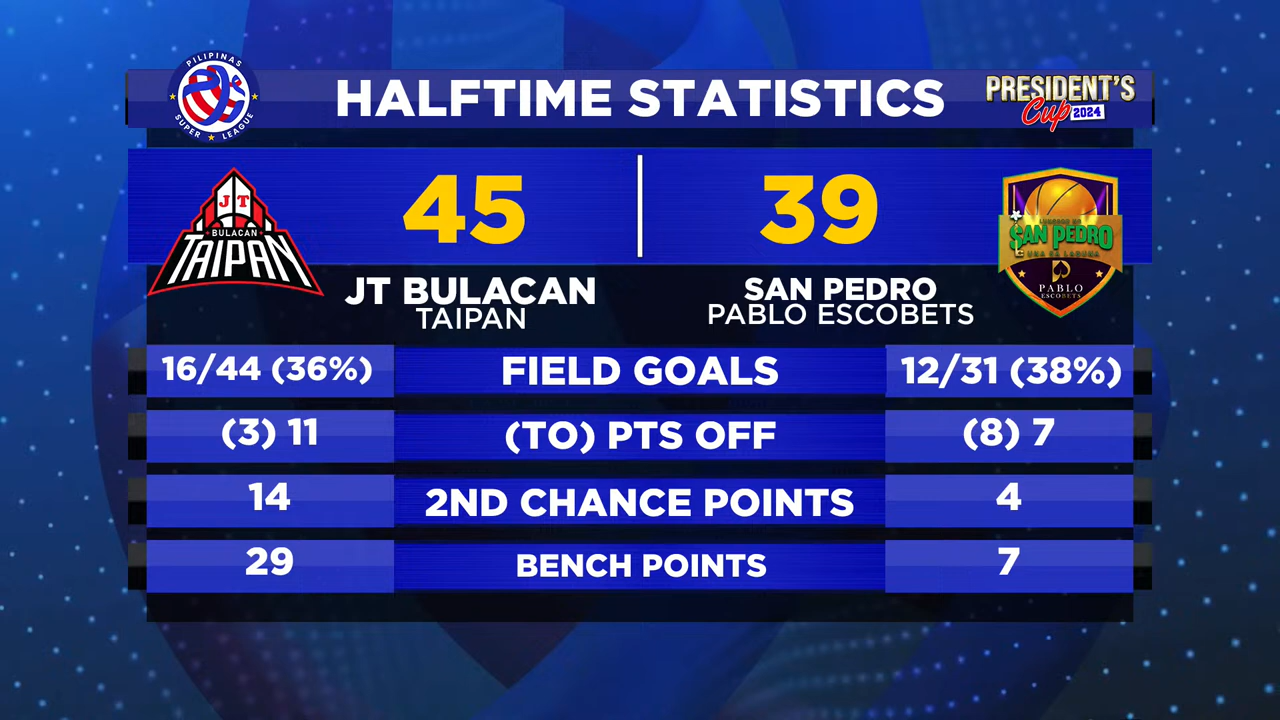 PILIPINAS
SUPER LEAGUE
HALFTIME STATISTICS
PRESIDENT'S
Cup 2024
JT
BULACAN
TAIPAN
45
39
SAN PEDRO
PABLO
ESCOBETS
JT BULACAN
TAIPAN
SAN PEDRO
PABLO ESCOBETS
16/44 (36%)
FIELD GOALS
12/31 (38%)
(3) 11
(TO) PTS OFF
(8) 7
14
2ND CHANCE POINTS
4
29
BENCH POINTS
7